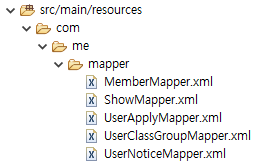 src/main/resources
com
me
mapper
MemberMapper.xml
ShowMapper.xml
UserApplyMapper.xml
UserClassGroupMapper.xml
UserNoticeMapper.xml